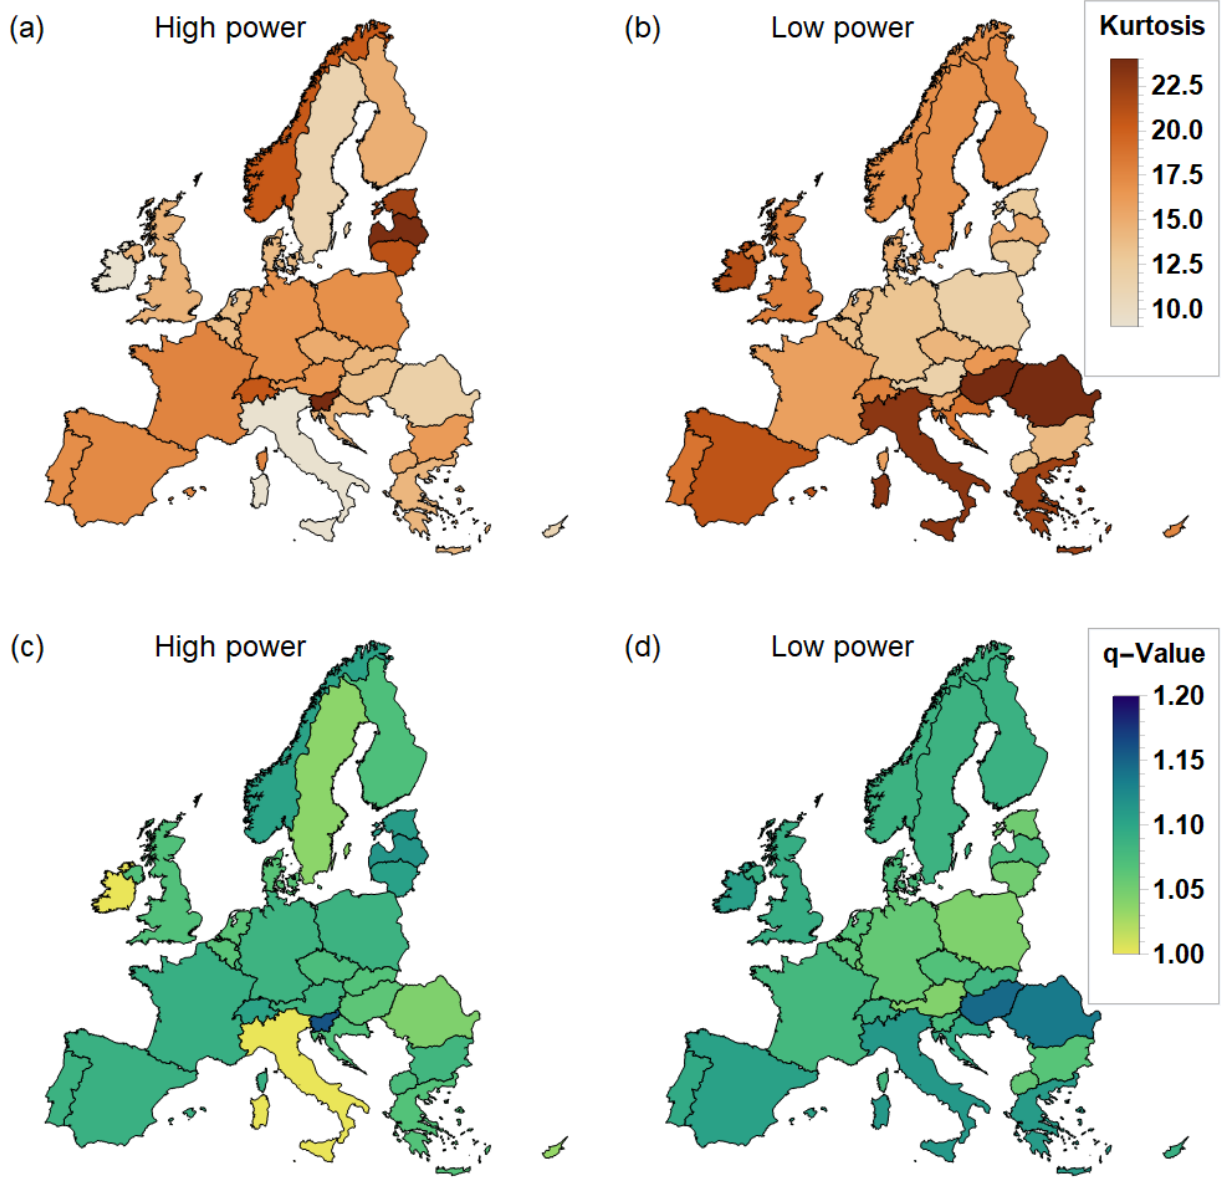 (a) High power
(b) Low power
Kurtosis
22.5
20.0
17.5
15.0
12.5
10.0
(c) High power
(d) Low power
q−Value
1.20
1.15
1.10
1.05
1.00